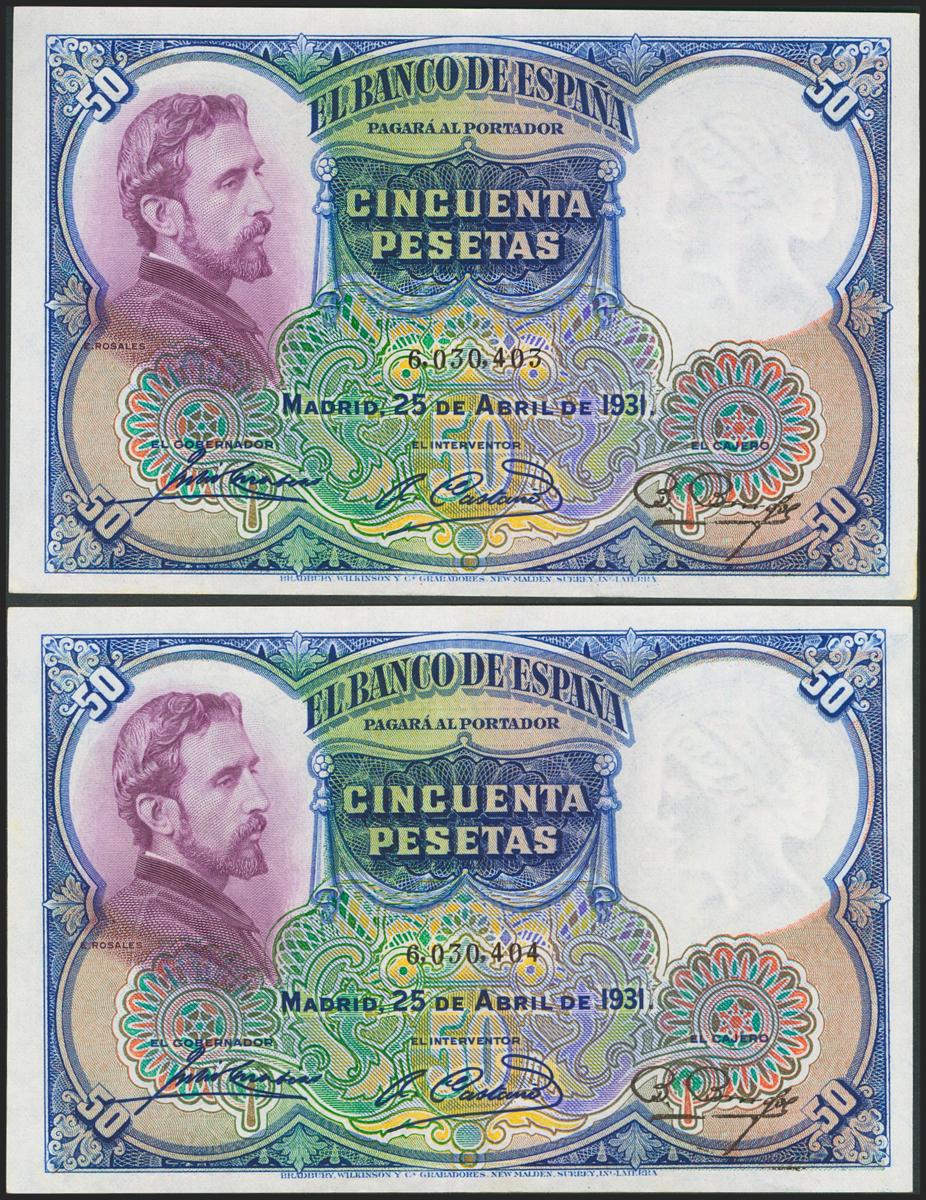 50 50
EL BANCO DE ESPAÑA
PAGARÁ AL PORTADOR
CINCUENTA
PESETAS
E. ROSALES
6,030,403
MADRID, 25 DE ABRIL DE 1931.
EL GOBERNADOR EL INTERVENTOR EL CAJERO
50
50 50
BRADBURY, WILKINSON Y Cª GRABADORES, NEW MALDEN, SURREY, INGLATERRA
50 50
EL BANCO DE ESPAÑA
PAGARÁ AL PORTADOR
CINCUENTA
PESETAS
E. ROSALES
6,030,404
MADRID, 25 DE ABRIL DE 1931.
EL GOBERNADOR EL INTERVENTOR EL CAJERO
50
50 50
BRADBURY, WILKINSON Y Cª GRABADORES, NEW MALDEN, SURREY, INGLATERRA